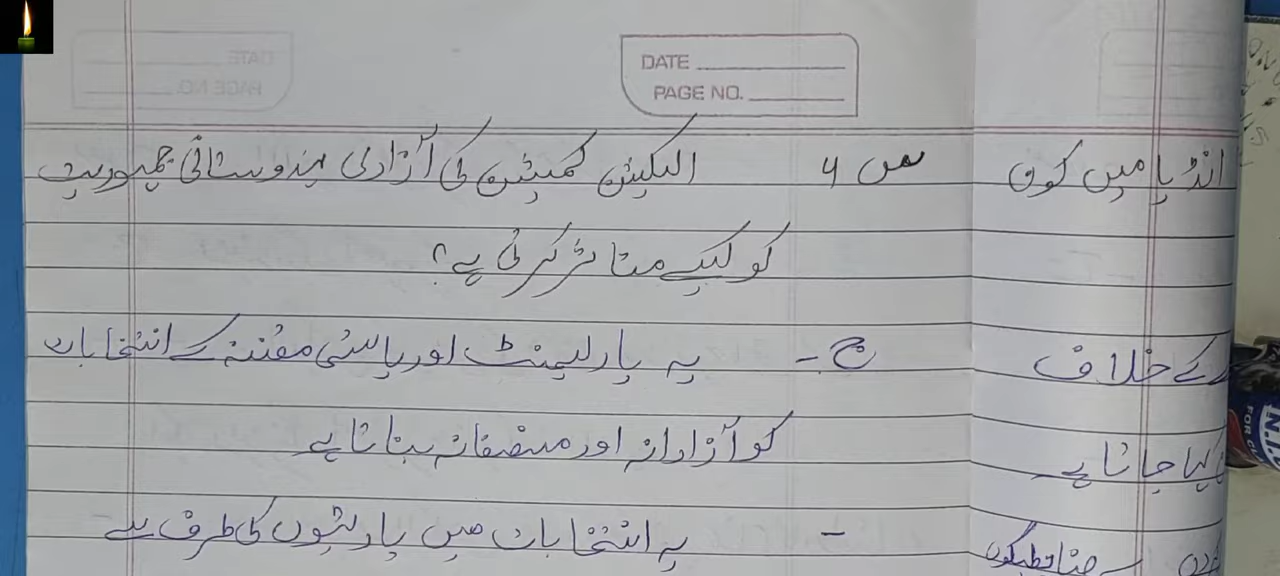 DATE
PAGE NO.
انڈیا میں کون
س 4 الیکشن کمیشن کی آزادی ہندوستانی جمہوریت
کو کیسے متاثر کرتی ہے؟
کے خلاف
ج - یہ پارلیمنٹ اور ریاستی مقننہ کے انتخابات
کو آزادانہ اور منصفانہ بناتا ہے
کیا جاتا ہے
- یہ انتخابات میں پارٹیوں کی طرف سے